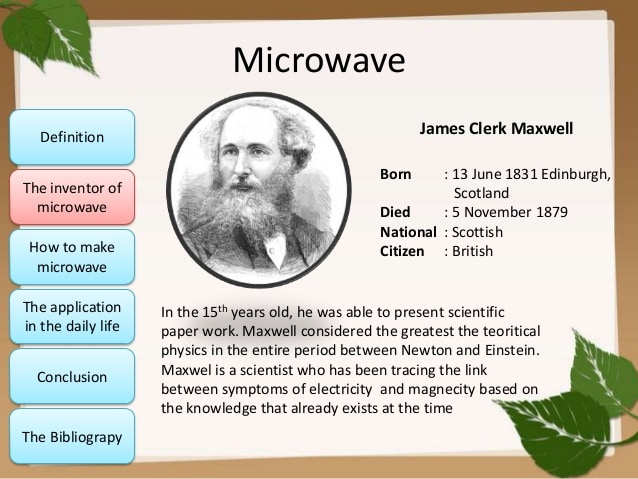 Microwave
Definition
The inventor of
microwave
How to make
microwave
The application
in the daily life
Conclusion
The Bibliograpy
James Clerk Maxwell
Born : 13 June 1831 Edinburgh,
Scotland
Died : 5 November 1879
National : Scottish
Citizen : British
In the 15th years old, he was able to present scientific
paper work. Maxwell considered the greatest the teoritical
physics in the entire period between Newton and Einstein.
Maxwel is a scientist who has been tracing the link
between symptoms of electricity and magnecity based on
the knowledge that already exists at the time